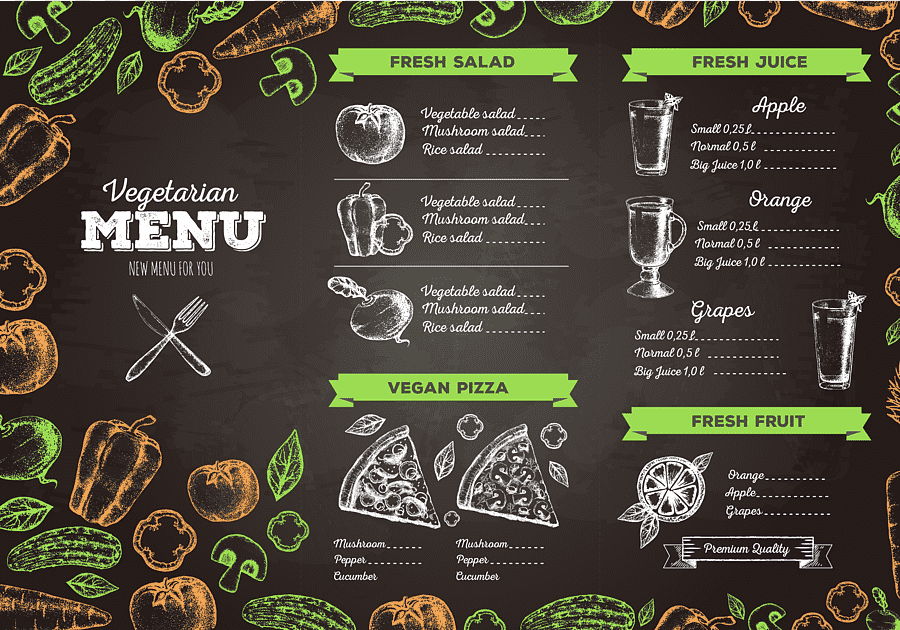 Vegetarian
MENU
NEW MENU FOR YOU
FRESH SALAD
Vegetable salad
Mushroom salad
Rice salad
Vegetable salad
Mushroom salad
Rice salad
Vegetable salad
Mushroom salad
Rice salad
VEGAN PIZZA
Mushroom
Pepper
Cucumber
Mushroom
Pepper
Cucumber
FRESH JUICE
Apple
Small 0,25 l
Normal 0,5 l
Big Juice 1,0 l
Orange
Small 0,25 l
Normal 0,5 l
Big Juice 1,0 l
Grapes
Small 0,25 l
Normal 0,5 l
Big Juice 1,0 l
FRESH FRUIT
Orange
Apple
Grapes
Premium Quality